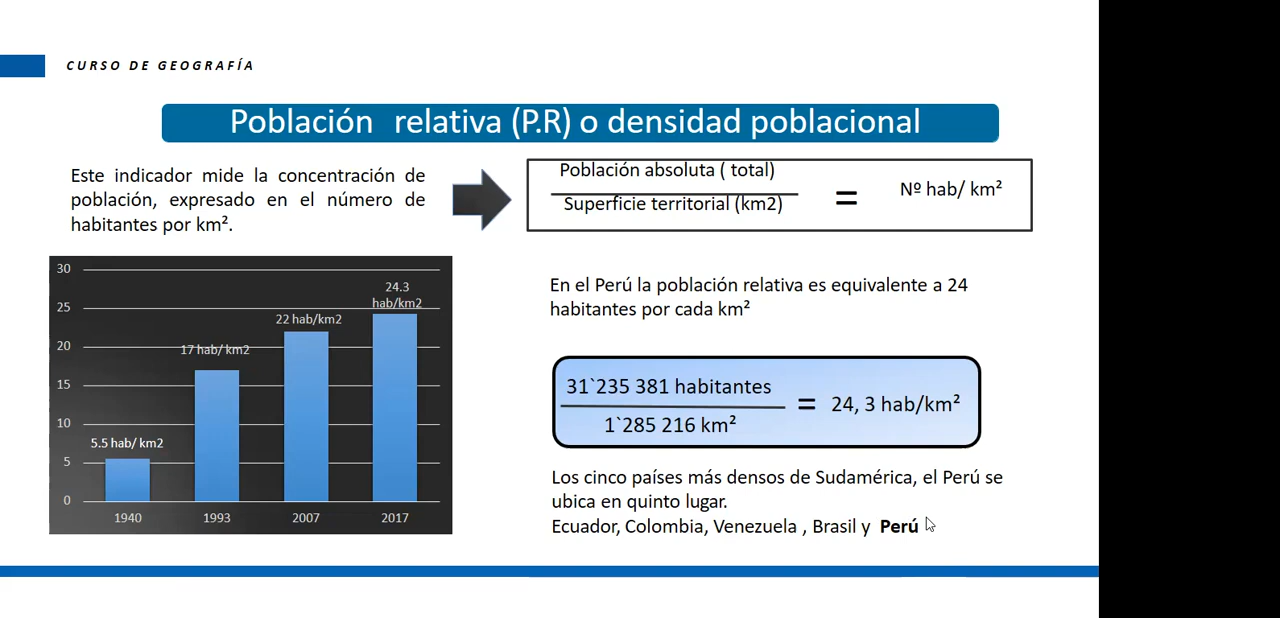 CURSO DE GEOGRAFÍA
Población relativa (P.R) o densidad poblacional
Este indicador mide la concentración de
población, expresado en el número de
habitantes por km².
Población absoluta ( total)
Superficie territorial (km2)
=
Nº hab/ km²
30
25
20
15
10
5
0
5.5 hab/ km2
17 hab/ km2
22 hab/km2
24.3
hab/km2
1940
1993
2007
2017
En el Perú la población relativa es equivalente a 24
habitantes por cada km²
31`235 381 habitantes
1`285 216 km²
=
24, 3 hab/km²
Los cinco países más densos de Sudamérica, el Perú se
ubica en quinto lugar.
Ecuador, Colombia, Venezuela , Brasil y Perú